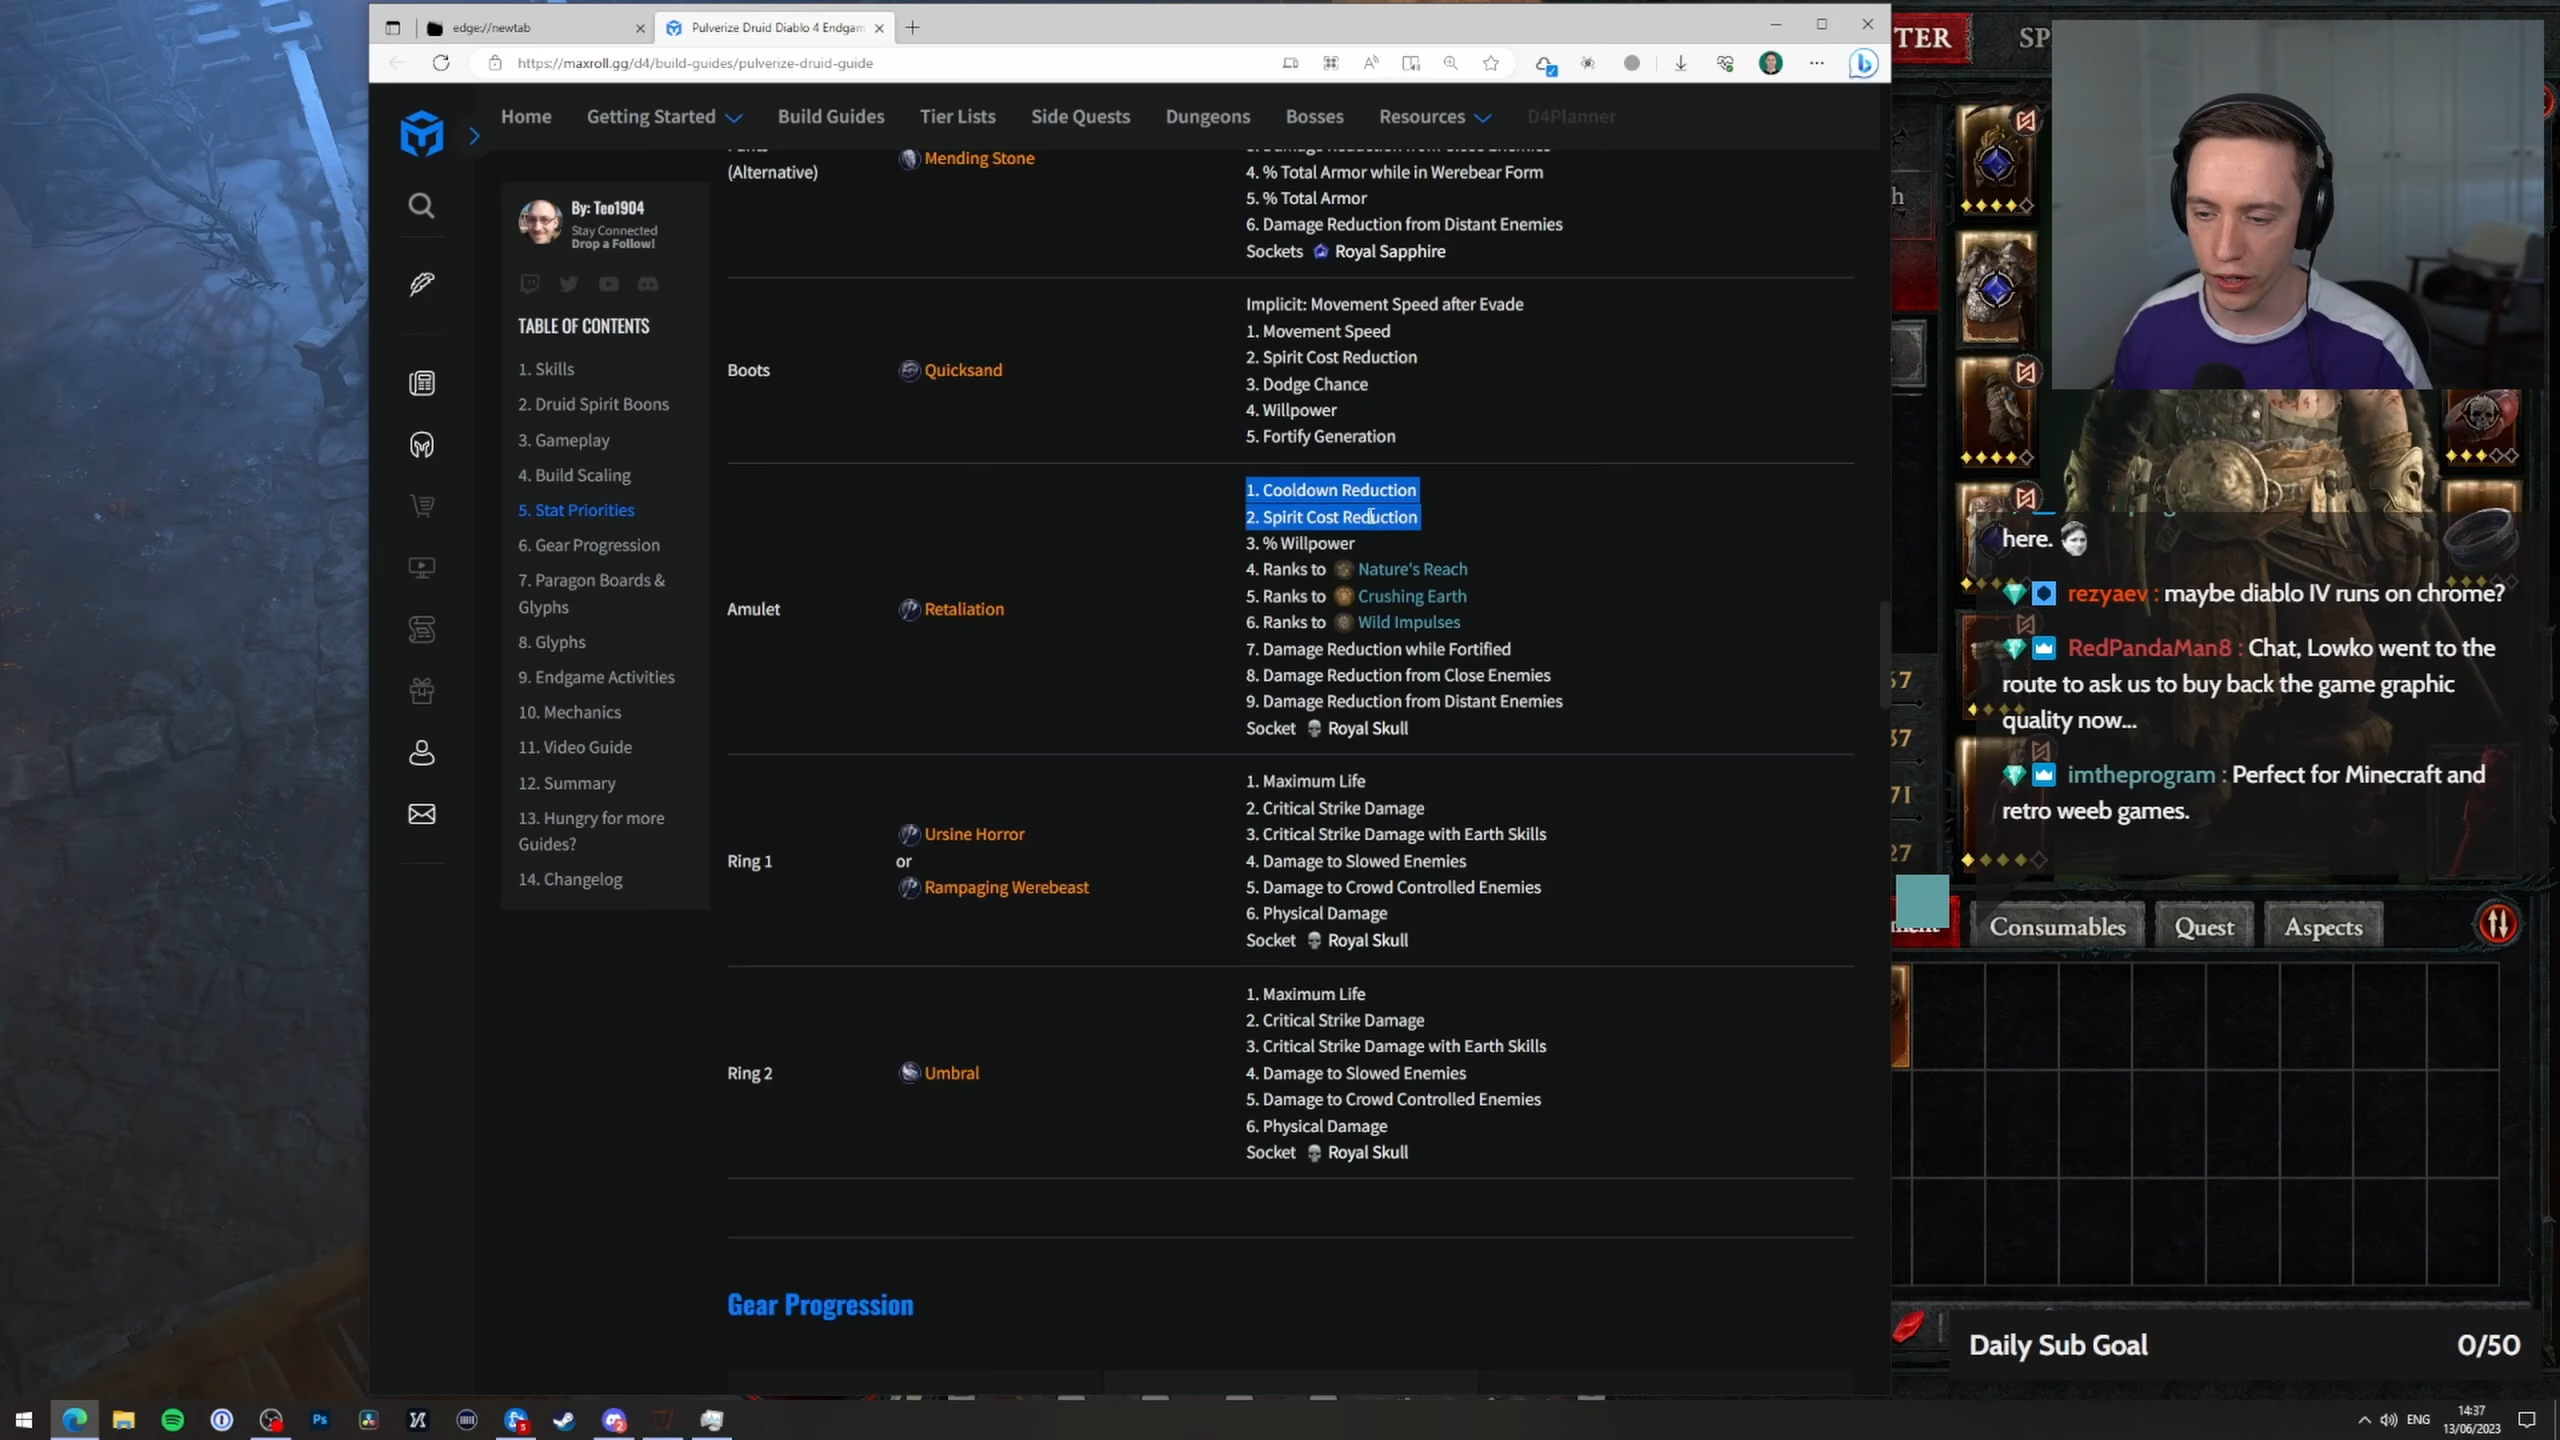 edge://newtab
Pulverize Druid Diablo 4 Endgam
https://maxroll.gg/d4/build-guides/pulverize-druid-guide
Home
Getting Started
Build Guides
Tier Lists
Side Quests
Dungeons
Bosses
Resources
D4Planner
By: Teo1904
Stay Connected
Drop a Follow!
TABLE OF CONTENTS
1. Skills
2. Druid Spirit Boons
3. Gameplay
4. Build Scaling
5. Stat Priorities
6. Gear Progression
7. Paragon Boards &
Glyphs
8. Glyphs
9. Endgame Activities
10. Mechanics
11. Video Guide
12. Summary
13. Hungry for more
Guides?
14. Changelog
(Alternative)
Mending Stone
4. % Total Armor while in Werebear Form
5. % Total Armor
6. Damage Reduction from Distant Enemies
Sockets Royal Sapphire
Boots
Quicksand
Implicit: Movement Speed after Evade
1. Movement Speed
2. Spirit Cost Reduction
3. Dodge Chance
4. Willpower
5. Fortify Generation
Amulet
Retaliation
1. Cooldown Reduction
2. Spirit Cost Reduction
3. % Willpower
4. Ranks to Nature's Reach
5. Ranks to Crushing Earth
6. Ranks to Wild Impulses
7. Damage Reduction while Fortified
8. Damage Reduction from Close Enemies
9. Damage Reduction from Distant Enemies
Socket Royal Skull
Ring 1
Ursine Horror
or
Rampaging Werebeast
1. Maximum Life
2. Critical Strike Damage
3. Critical Strike Damage with Earth Skills
4. Damage to Slowed Enemies
5. Damage to Crowd Controlled Enemies
6. Physical Damage
Socket Royal Skull
Ring 2
Umbral
1. Maximum Life
2. Critical Strike Damage
3. Critical Strike Damage with Earth Skills
4. Damage to Slowed Enemies
5. Damage to Crowd Controlled Enemies
6. Physical Damage
Socket Royal Skull
Gear Progression
TER
SP
here.
rezyaev : maybe diablo IV runs on chrome?
RedPandaMan8 : Chat, Lowko went to the
route to ask us to buy back the game graphic
quality now...
imtheprogram : Perfect for Minecraft and
retro weeb games.
57
37
71
27
Consumables
Quest
Aspects
Daily Sub Goal
0/50
ENG
14:37
13/06/2023